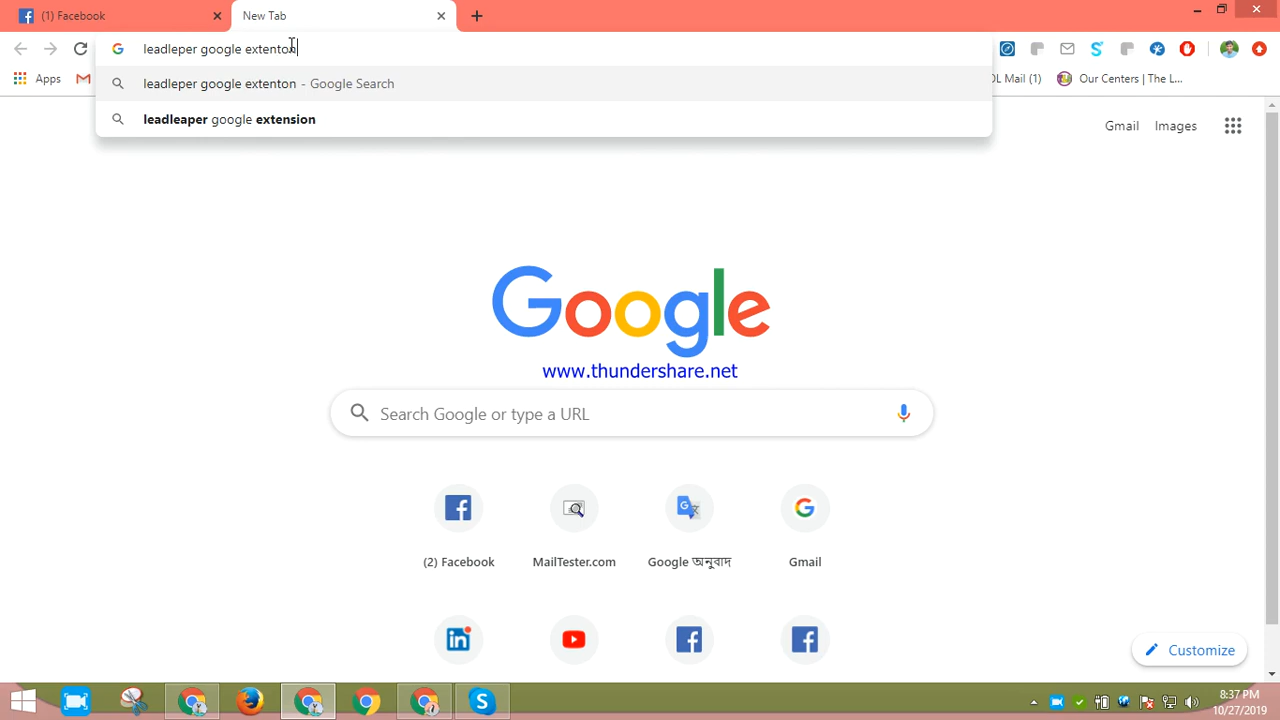 (1) Facebook
New Tab
leadleper google extenton
leadleper google extenton - Google Search
leadleaper google extension
Apps
OL Mail (1)
Our Centers | The L...
Gmail
Images
Google
www.thundershare.net
Search Google or type a URL
(2) Facebook
MailTester.com
Google অনুবাদ
Gmail
Customize
8:37 PM
10/27/2019